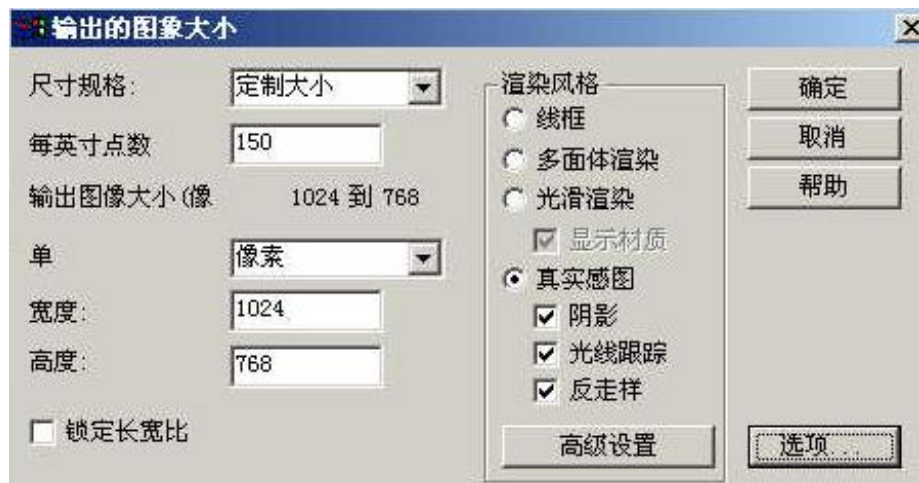 输出的图象大小
尺寸规格:
定制大小
每英寸点数
150
输出图像大小(像
1024 到 768
单
像素
宽度:
1024
高度:
768
锁定长宽比
渲染风格
线框
多面体渲染
光滑渲染
显示材质
真实感图
阴影
光线跟踪
反走样
高级设置
确定
取消
帮助
选项...